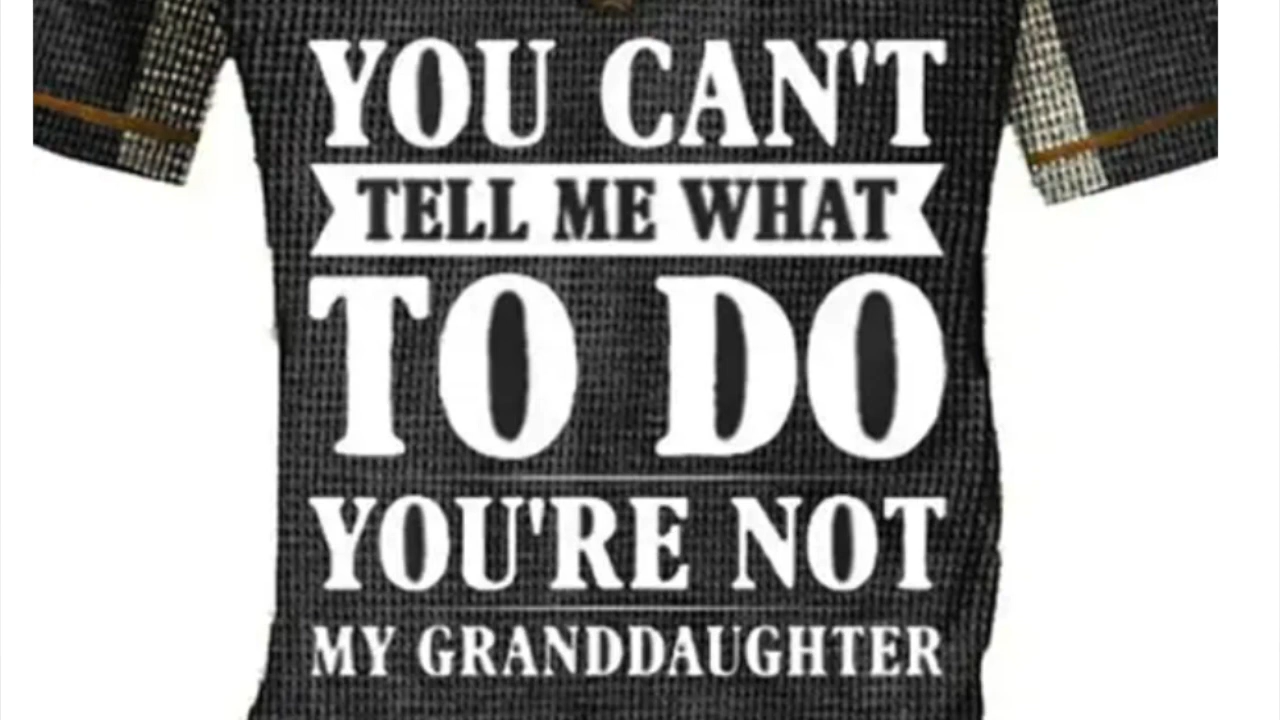 YOU CAN'T
TELL ME WHAT
TO DO
YOU'RE NOT
MY GRANDDAUGHTER